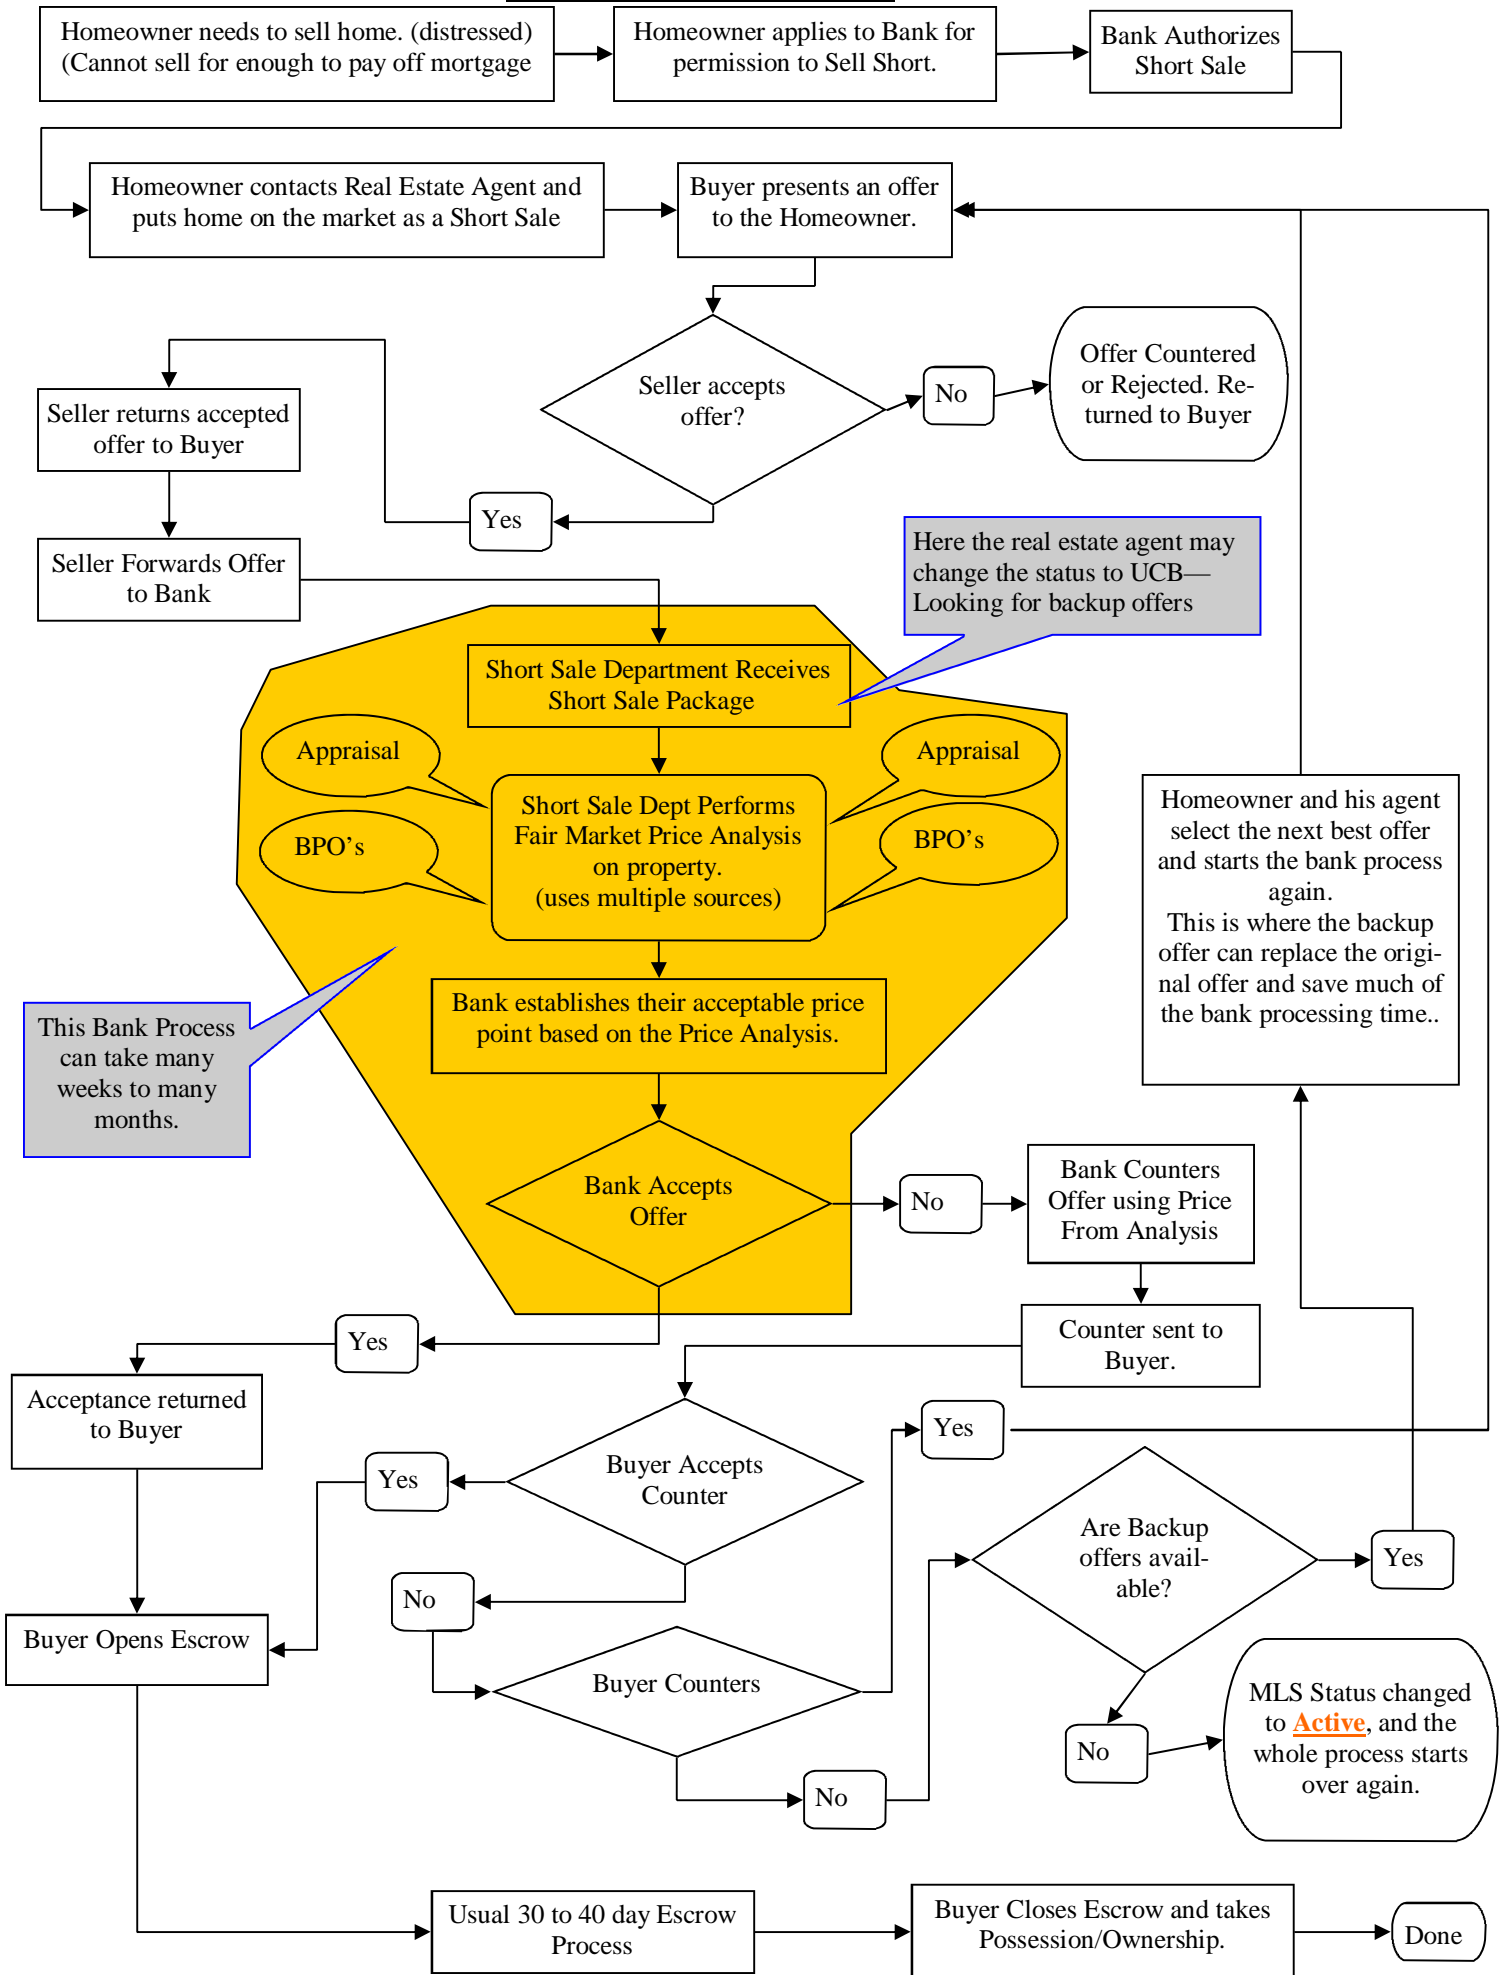 Homeowner needs to sell home. (distressed)
(Cannot sell for enough to pay off mortgage
Homeowner applies to Bank for
permission to Sell Short.
Bank Authorizes
Short Sale
Homeowner contacts Real Estate Agent and
puts home on the market as a Short Sale
Buyer presents an offer
to the Homeowner.
Seller accepts
offer?
No
Offer Countered
or Rejected. Re-
turned to Buyer
Seller returns accepted
offer to Buyer
Yes
Seller Forwards Offer
to Bank
Here the real estate agent may
change the status to UCB—
Looking for backup offers
Short Sale Department Receives
Short Sale Package
Appraisal
Appraisal
Short Sale Dept Performs
Fair Market Price Analysis
on property.
(uses multiple sources)
BPO's
BPO's
Homeowner and his agent
select the next best offer
and starts the bank process
again.
This is where the backup
offer can replace the origi-
nal offer and save much of
the bank processing time..
Bank establishes their acceptable price
point based on the Price Analysis.
This Bank Process
can take many
weeks to many
months.
Bank Accepts
Offer
No
Bank Counters
Offer using Price
From Analysis
Yes
Counter sent to
Buyer.
Acceptance returned
to Buyer
Buyer Accepts
Counter
Yes
Yes
Are Backup
offers avail-
able?
Yes
No
Buyer Opens Escrow
Buyer Counters
No
No
MLS Status changed
to Active, and the
whole process starts
over again.
Usual 30 to 40 day Escrow
Process
Buyer Closes Escrow and takes
Possession/Ownership.
Done